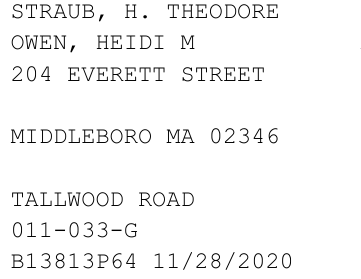 STRAUB, H. THEODORE
OWEN, HEIDI M
204 EVERETT STREET
MIDDLEBORO MA 02346
TALLWOOD ROAD
011-033-G
B13813P64 11/28/2020